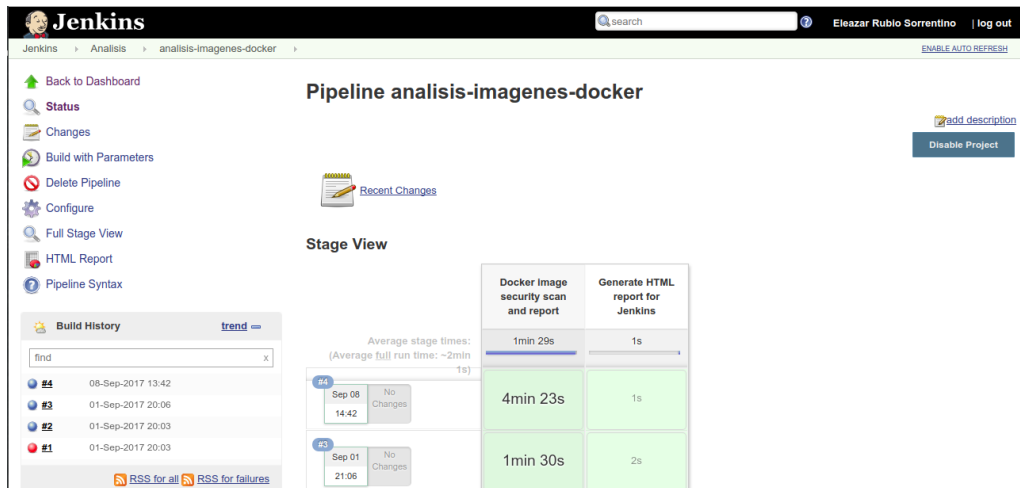 Jenkins
search
Eleazar Rubio Sorrentino | log out
Jenkins Analisis analisis-imagenes-docker
ENABLE AUTO REFRESH
Back to Dashboard
Status
Changes
Build with Parameters
Delete Pipeline
Configure
Full Stage View
HTML Report
Pipeline Syntax
Build History trend
find x
#4 08-Sep-2017 13:42
#3 01-Sep-2017 20:06
#2 01-Sep-2017 20:03
#1 01-Sep-2017 20:03
RSS for all RSS for failures
Pipeline analisis-imagenes-docker
add description
Disable Project
Recent Changes
Stage View
Docker Image
security scan
and report
Generate HTML
report for
Jenkins
Average stage times:
(Average full run time: ~2min
1s)
1min 29s
1s
#4
Sep 08
14:42
No
Changes
4min 23s
1s
#3
Sep 01
21:06
No
Changes
1min 30s
2s